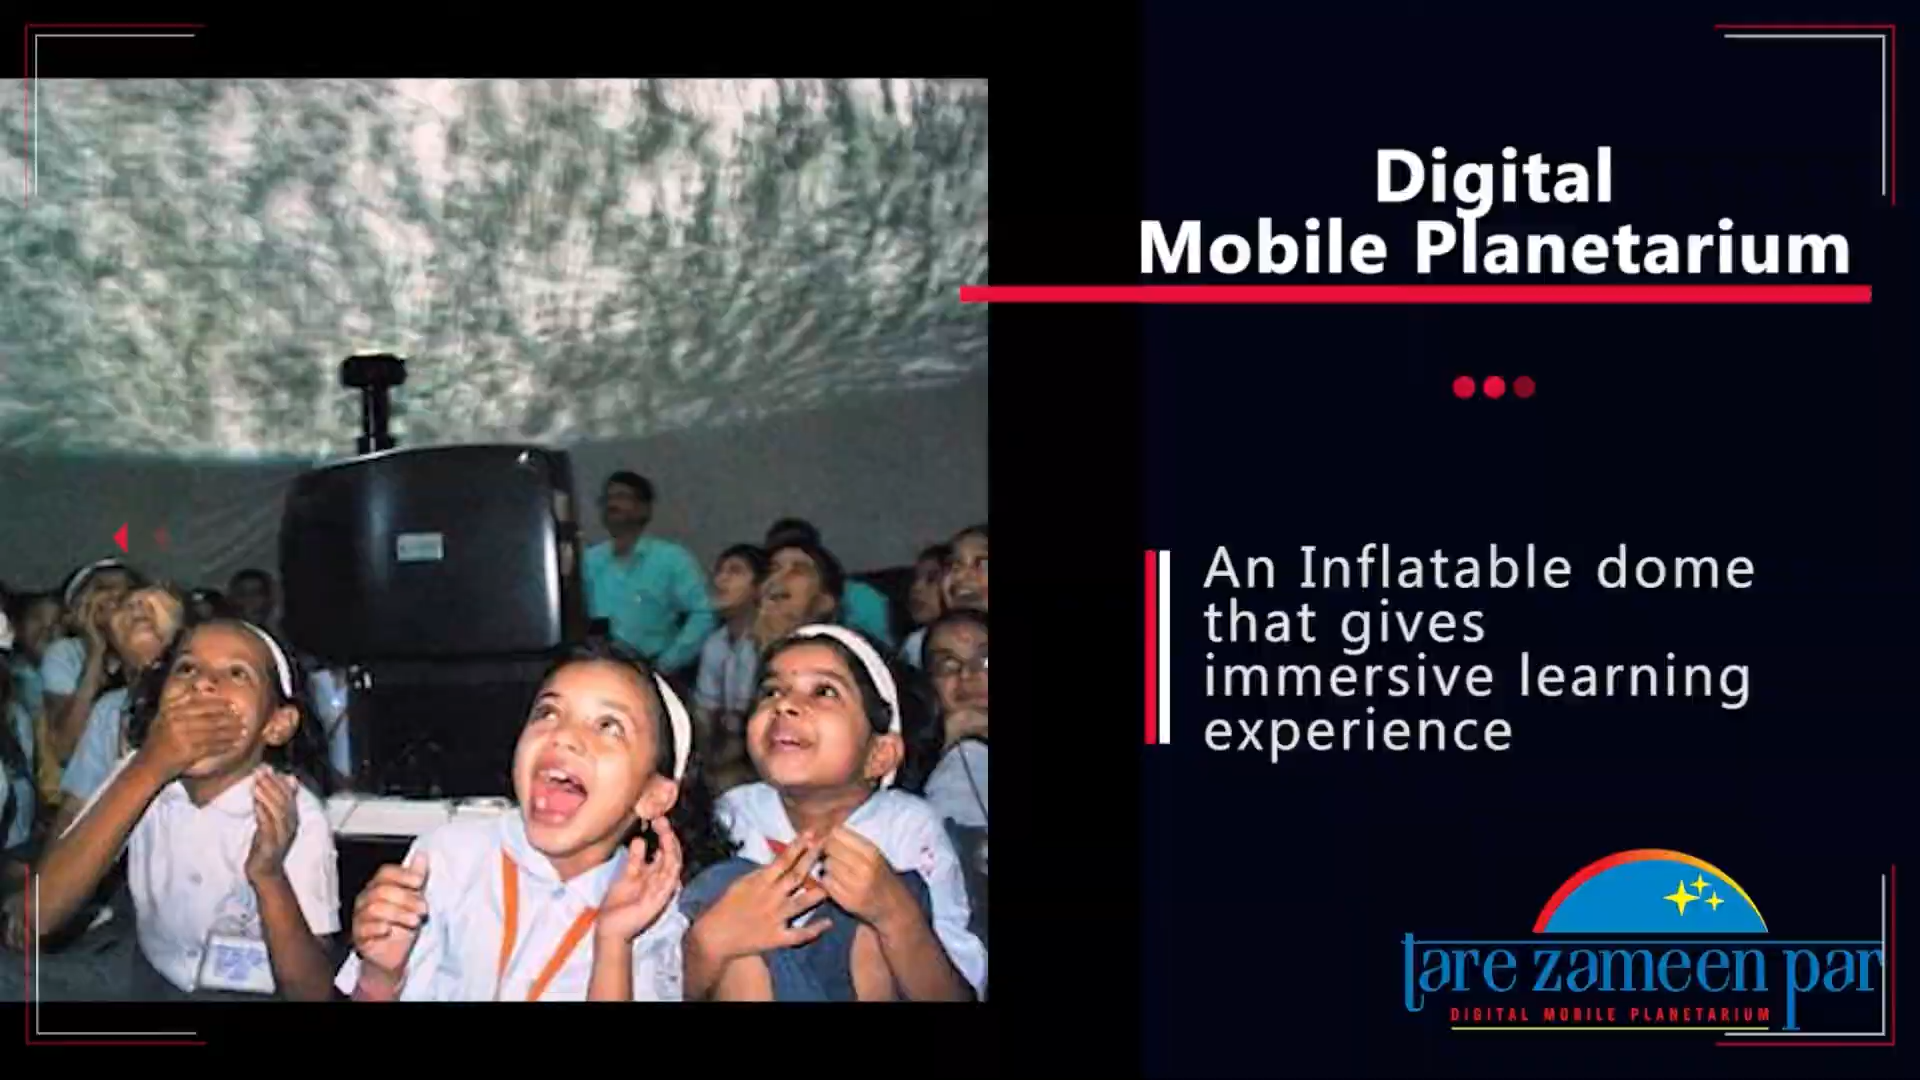 Digital
Mobile Planetarium
An Inflatable dome
that gives
immersive learning
experience
tare zameen par
DIGITAL MOBILE PLANETARIUM